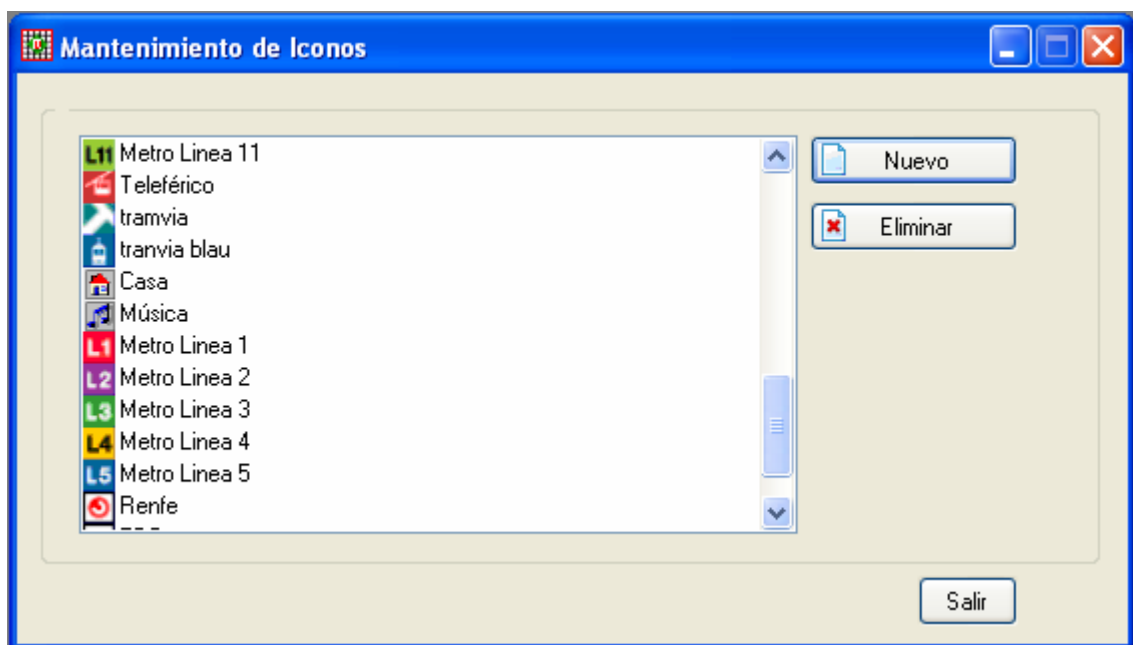 Mantenimiento de Iconos
L11 Metro Linea 11
Teleférico
tramvia
tranvia blau
Casa
Música
L1 Metro Linea 1
L2 Metro Linea 2
L3 Metro Linea 3
L4 Metro Linea 4
L5 Metro Linea 5
Renfe
Nuevo
Eliminar
Salir